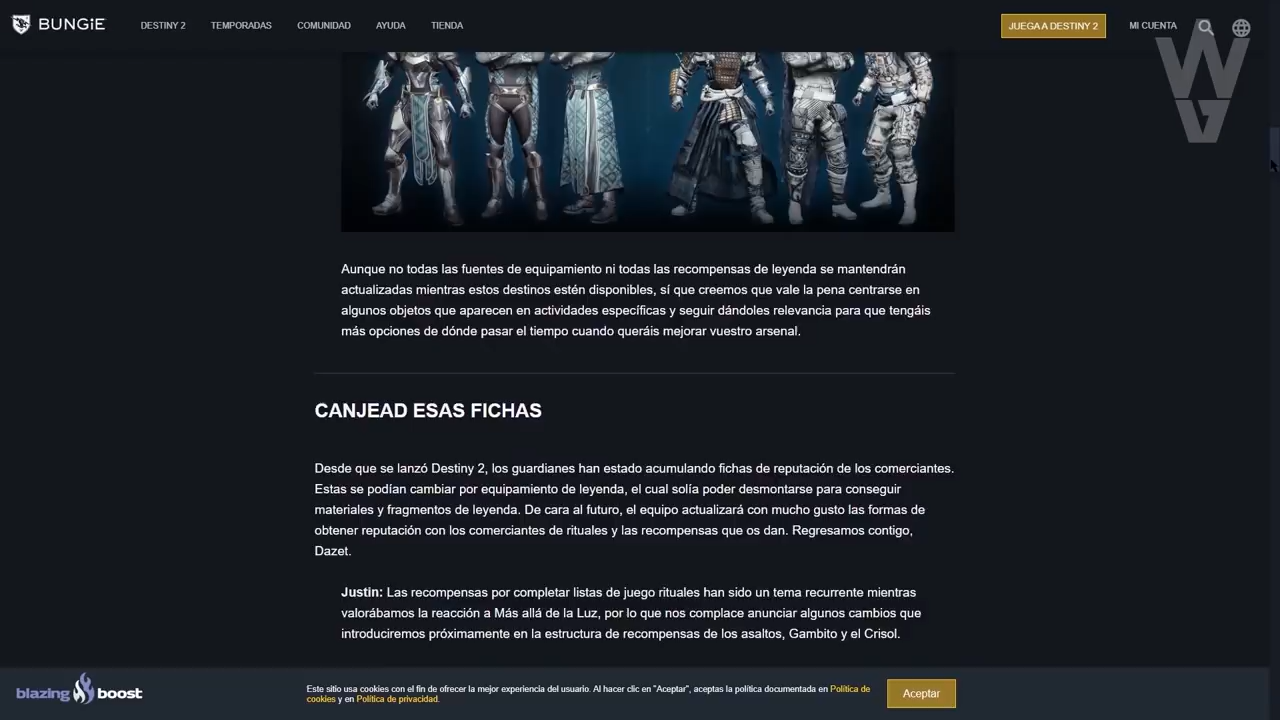 BUNGiE
DESTINY 2
TEMPORADAS
COMUNIDAD
AYUDA
TIENDA
JUEGA A DESTINY 2
MI CUENTA
WG
Aunque no todas las fuentes de equipamiento ni todas las recompensas de leyenda se mantendrán
actualizadas mientras estos destinos estén disponibles, sí que creemos que vale la pena centrarse en
algunos objetos que aparecen en actividades específicas y seguir dándoles relevancia para que tengáis
más opciones de dónde pasar el tiempo cuando queráis mejorar vuestro arsenal.
CANJEAD ESAS FICHAS
Desde que se lanzó Destiny 2, los guardianes han estado acumulando fichas de reputación de los comerciantes.
Estas se podían cambiar por equipamiento de leyenda, el cual solía poder desmontarse para conseguir
materiales y fragmentos de leyenda. De cara al futuro, el equipo actualizará con mucho gusto las formas de
obtener reputación con los comerciantes de rituales y las recompensas que os dan. Regresamos contigo,
Dazet.
Justin: Las recompensas por completar listas de juego rituales han sido un tema recurrente mientras
valorábamos la reacción a Más allá de la Luz, por lo que nos complace anunciar algunos cambios que
introduciremos próximamente en la estructura de recompensas de los asaltos, Gambito y el Crisol.
blazing boost
Este sitio usa cookies con el fin de ofrecer la mejor experiencia del usuario. Al hacer clic en "Aceptar", aceptas la política documentada en Política de
cookies y en Política de privacidad.
Aceptar